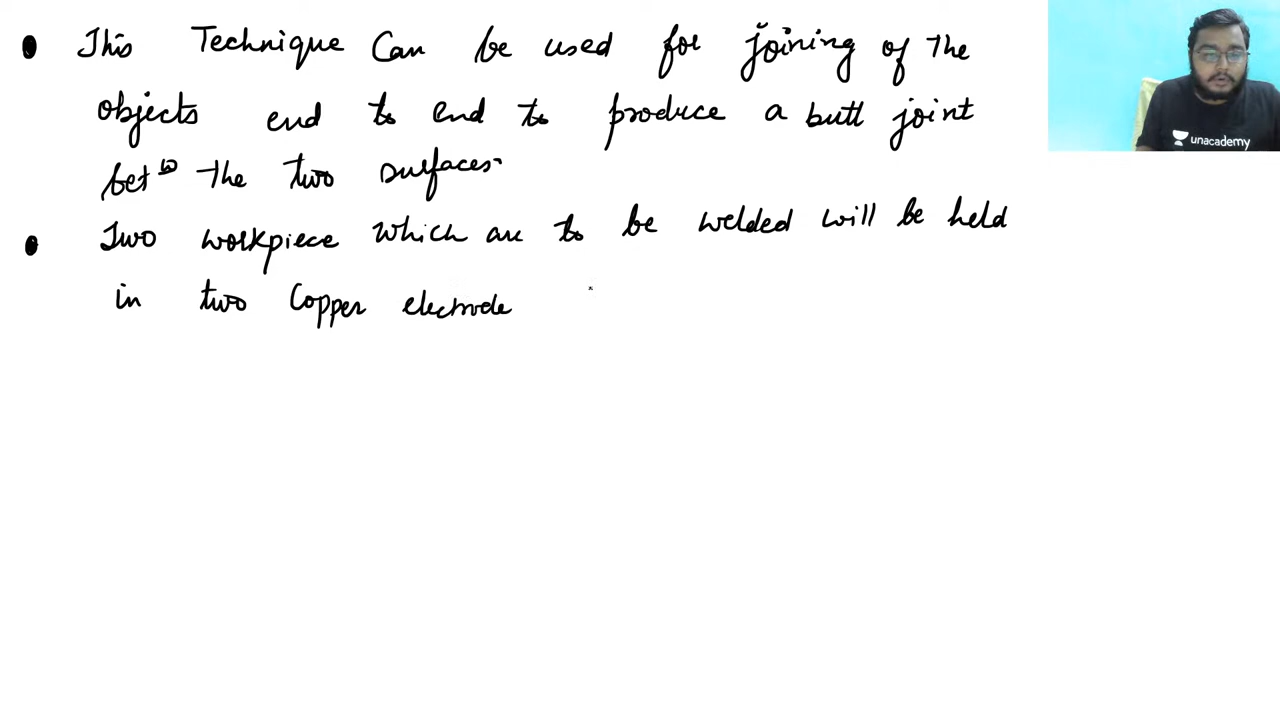 This Technique Can be used for joining of the
objects end to end to produce a butt joint
betⁿ the two surfaces.
Two workpiece which are to be welded will be held
in two Copper electrode
unacademy